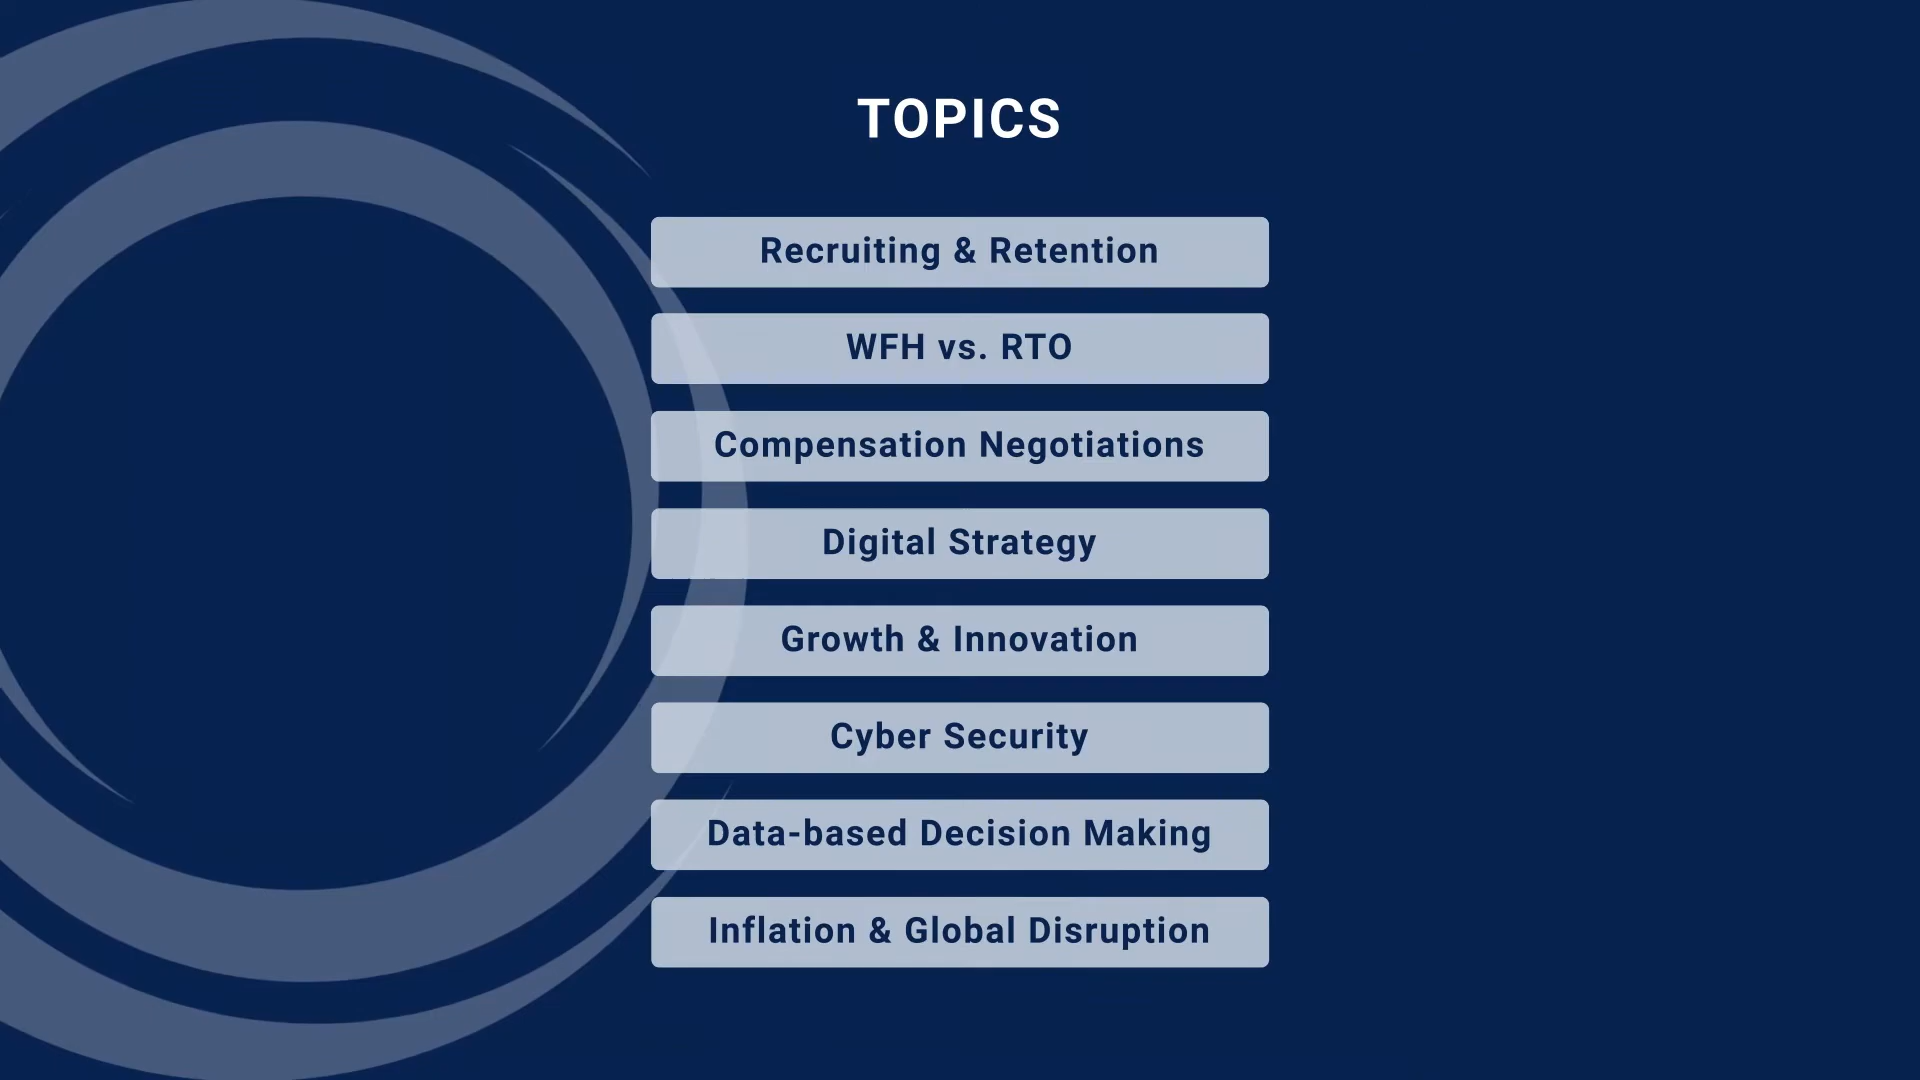 TOPICS
Recruiting & Retention
WFH vs. RTO
Compensation Negotiations
Digital Strategy
Growth & Innovation
Cyber Security
Data-based Decision Making
Inflation & Global Disruption